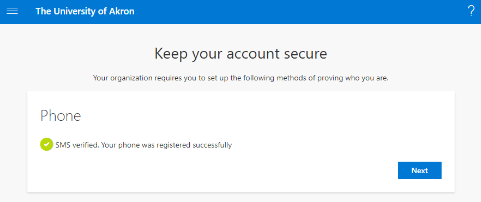 The University of Akron
?
Keep your account secure
Your organization requires you to set up the following methods of proving who you are.
Phone
SMS verified. Your phone was registered successfully
Next